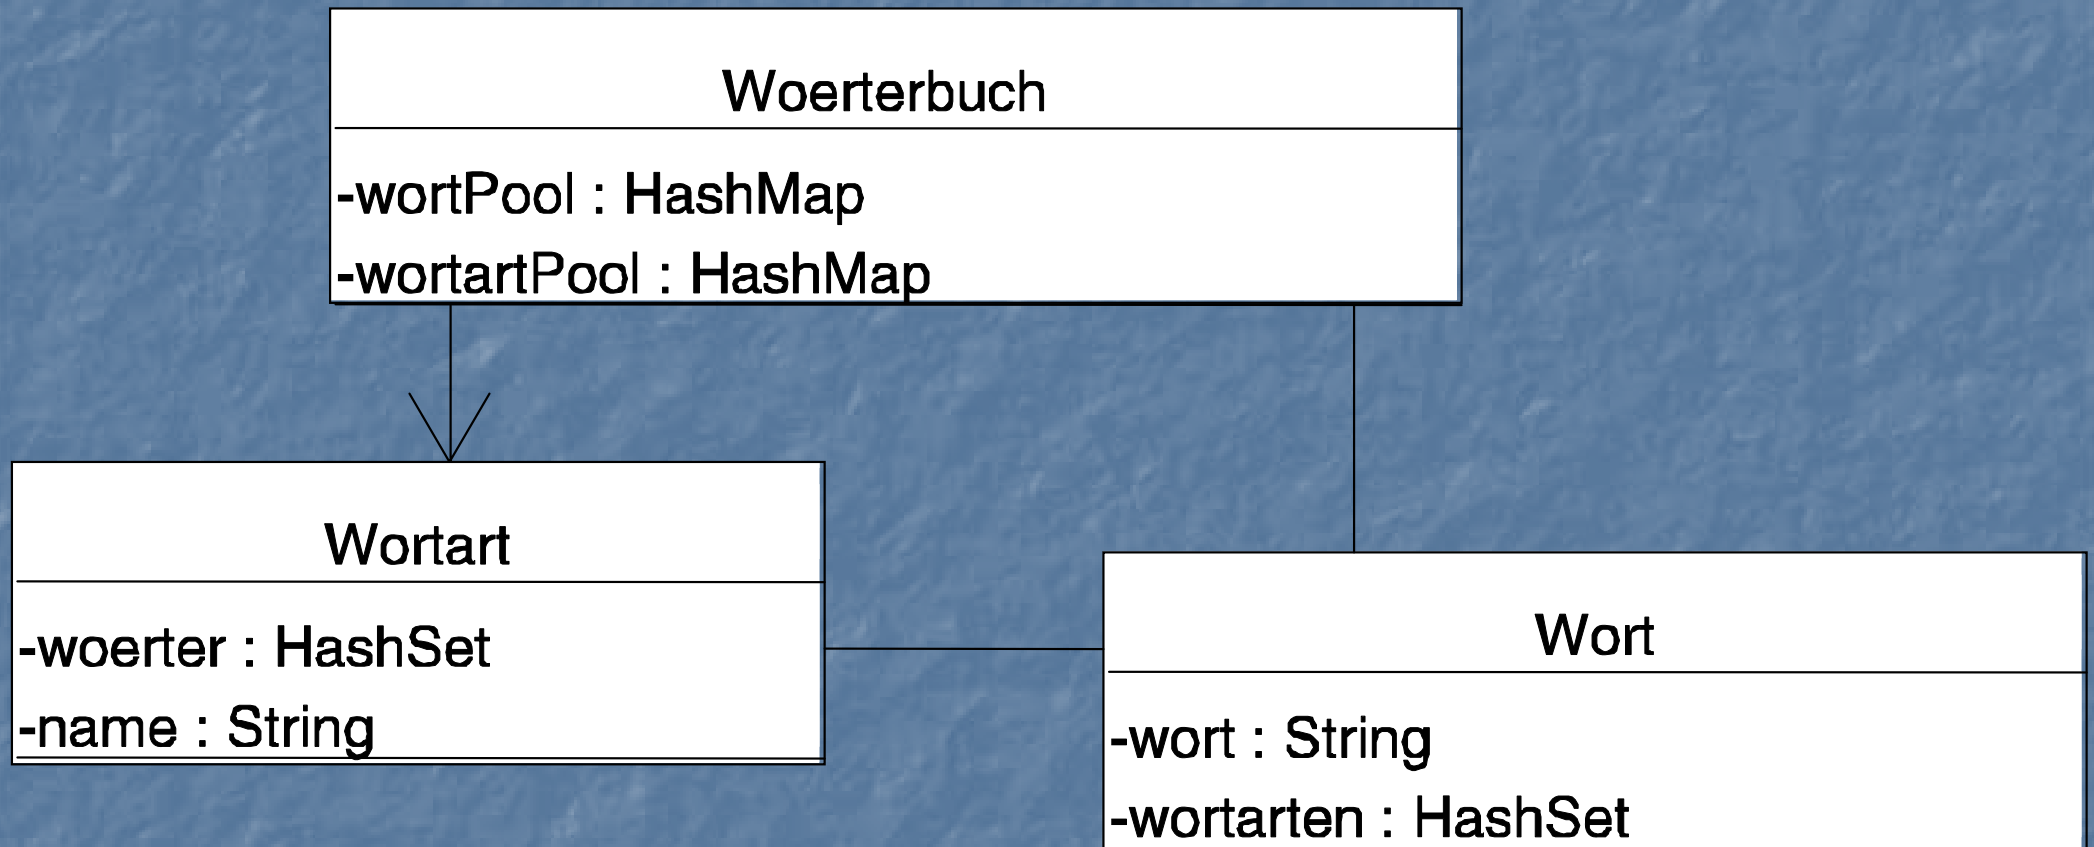 Woerterbuch
-wortPool : HashMap
-wortartPool : HashMap
Wortart
-woerter : HashSet
-name : String
Wort
-wort : String
-wortarten : HashSet